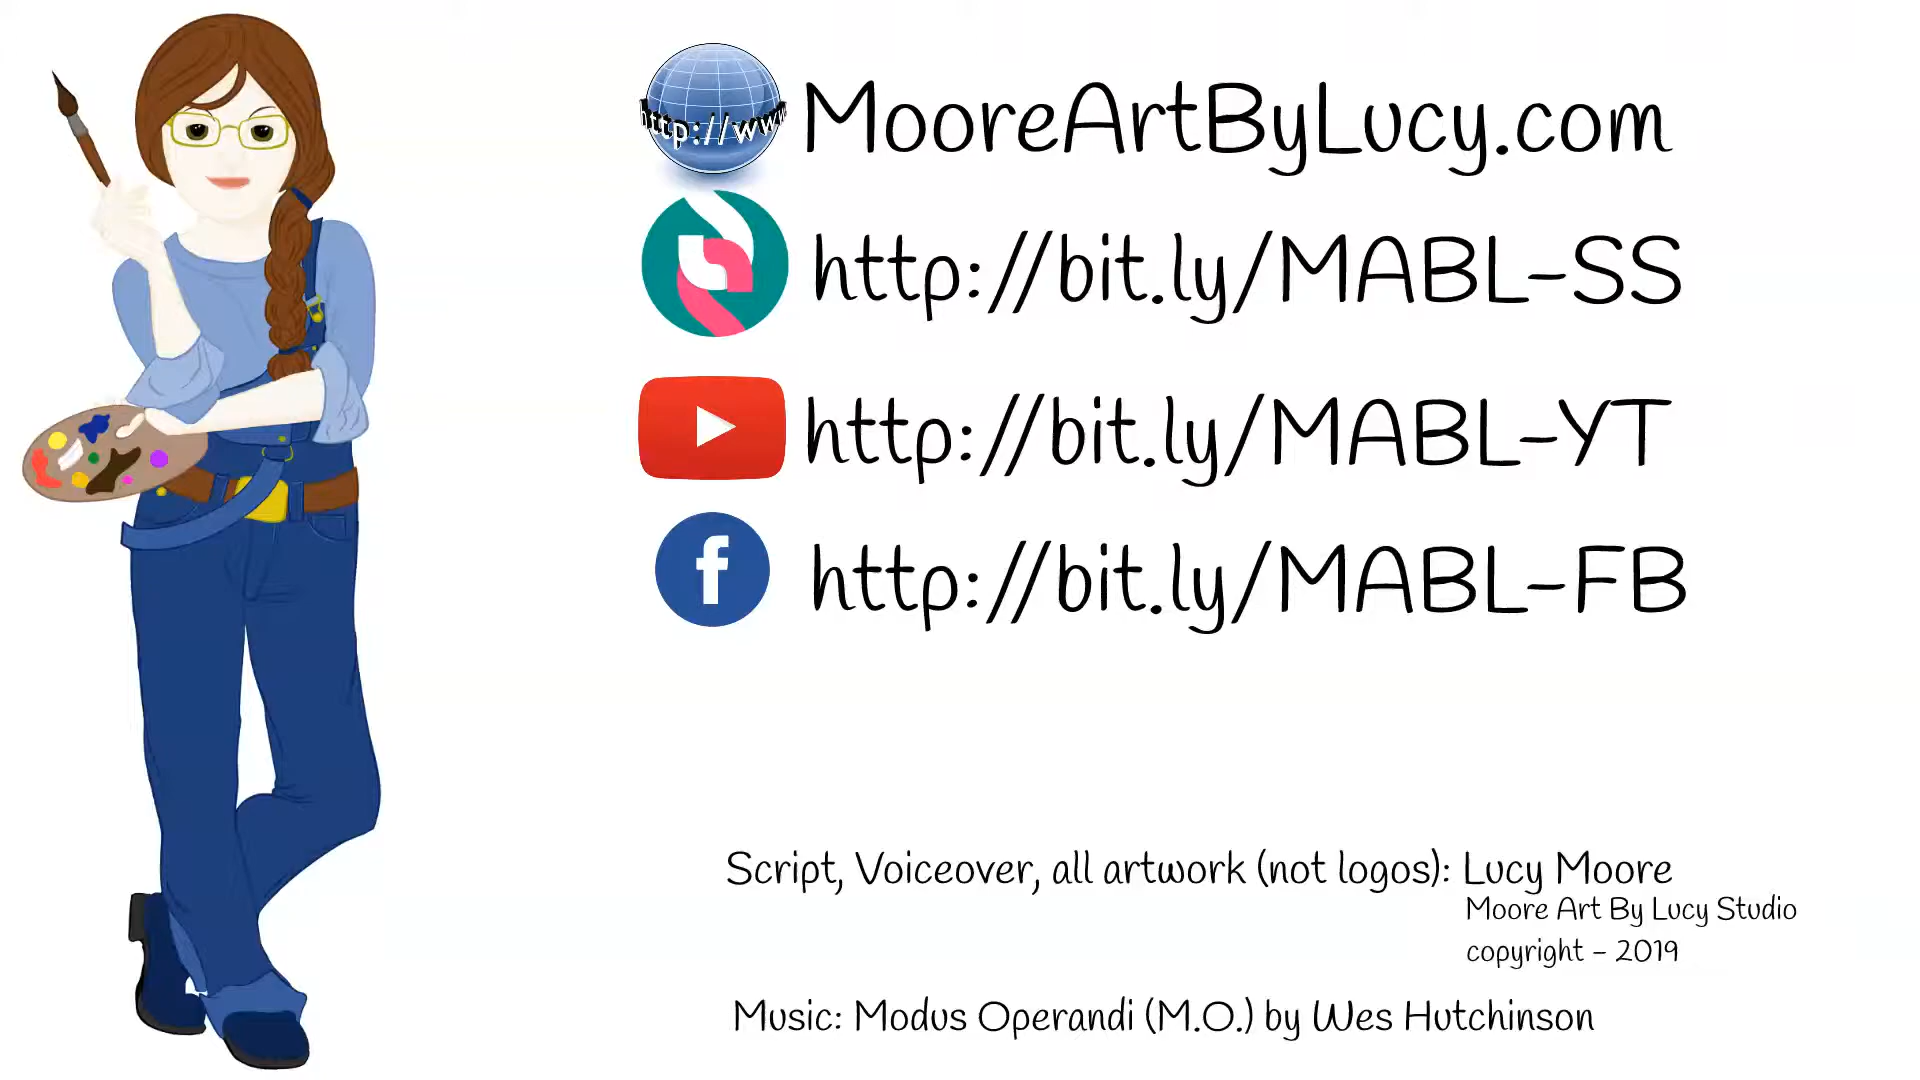 http://www.
MooreArtByLucy.com
http://bit.ly/MABL-SS
http://bit.ly/MABL-YT
f
http://bit.ly/MABL-FB
Script, Voiceover, all artwork (not logos): Lucy Moore
Moore Art By Lucy Studio
copyright - 2019
Music: Modus Operandi (M.O.) by Wes Hutchinson